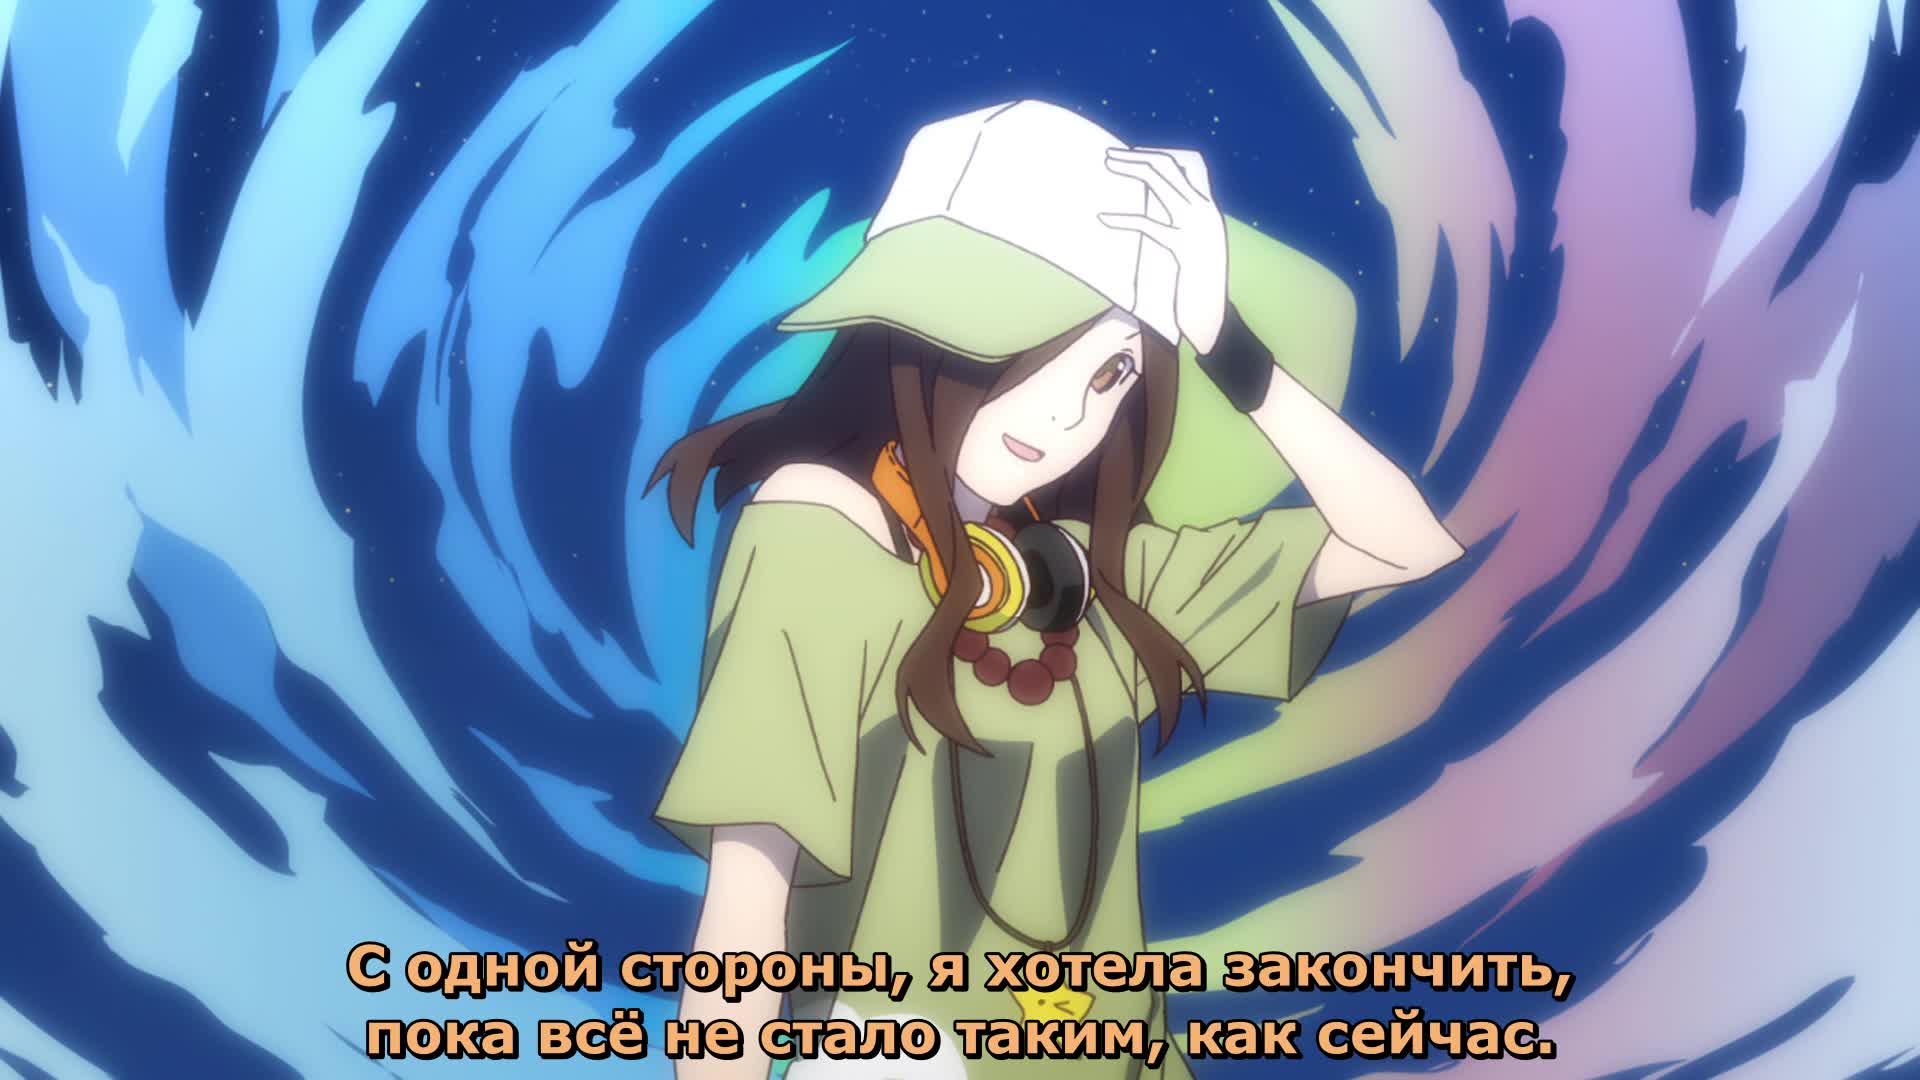 С одной стороны, я хотела закончить,
пока всё не стало таким, как сейчас.